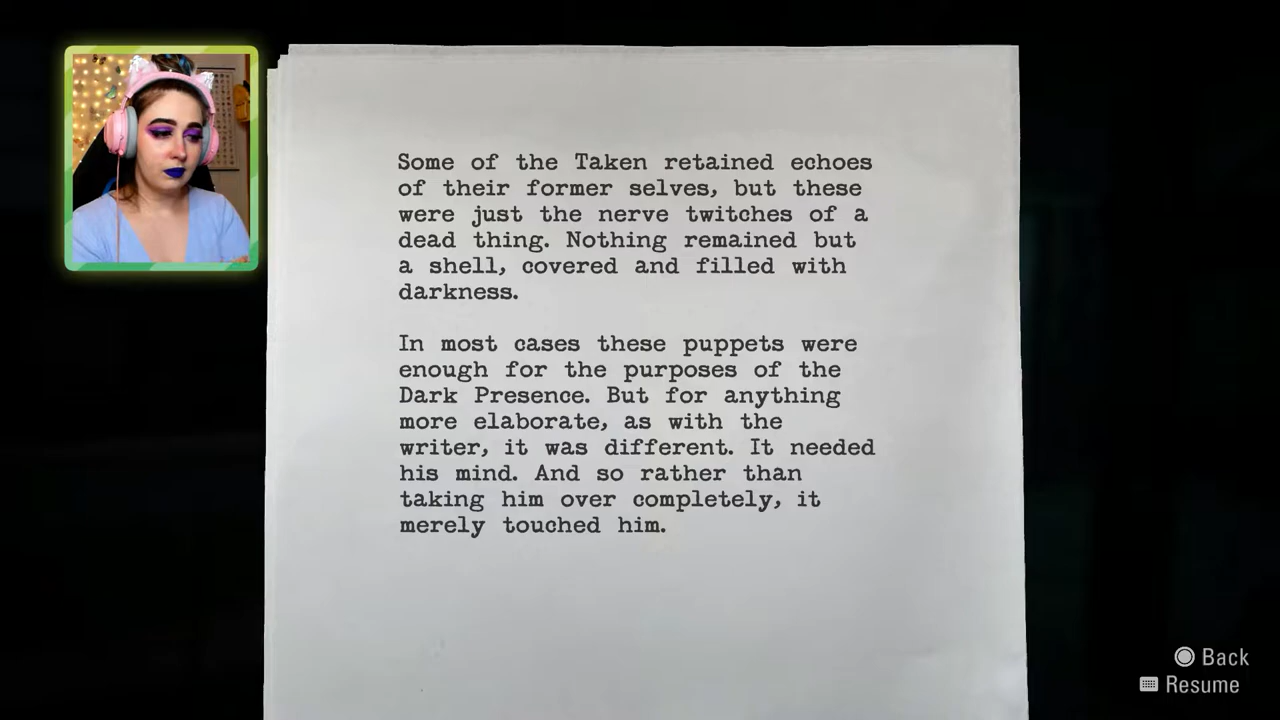 Some of the Taken retained echoes
of their former selves, but these
were just the nerve twitches of a
dead thing. Nothing remained but
a shell, covered and filled with
darkness.
In most cases these puppets were
enough for the purposes of the
Dark Presence. But for anything
more elaborate, as with the
writer, it was different. It needed
his mind. And so rather than
taking him over completely, it
merely touched him.
Back
Resume